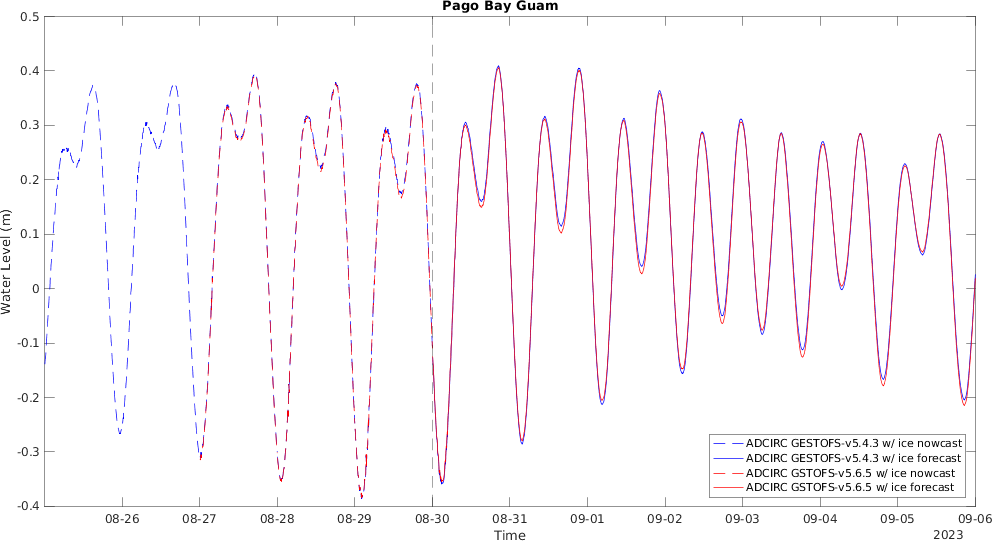 Pago Bay Guam
0.5
0.4
0.3
0.2
0.1
0
-0.1
-0.2
-0.3
-0.4
Water Level (m)
ADCIRC GESTOFS-v5.4.3 w/ ice nowcast
ADCIRC GESTOFS-v5.4.3 w/ ice forecast
ADCIRC GSTOFS-v5.6.5 w/ ice nowcast
ADCIRC GSTOFS-v5.6.5 w/ ice forecast
08-26 08-27 08-28 08-29 08-30 08-31 09-01 09-02 09-03 09-04 09-05 09-06
Time
2023